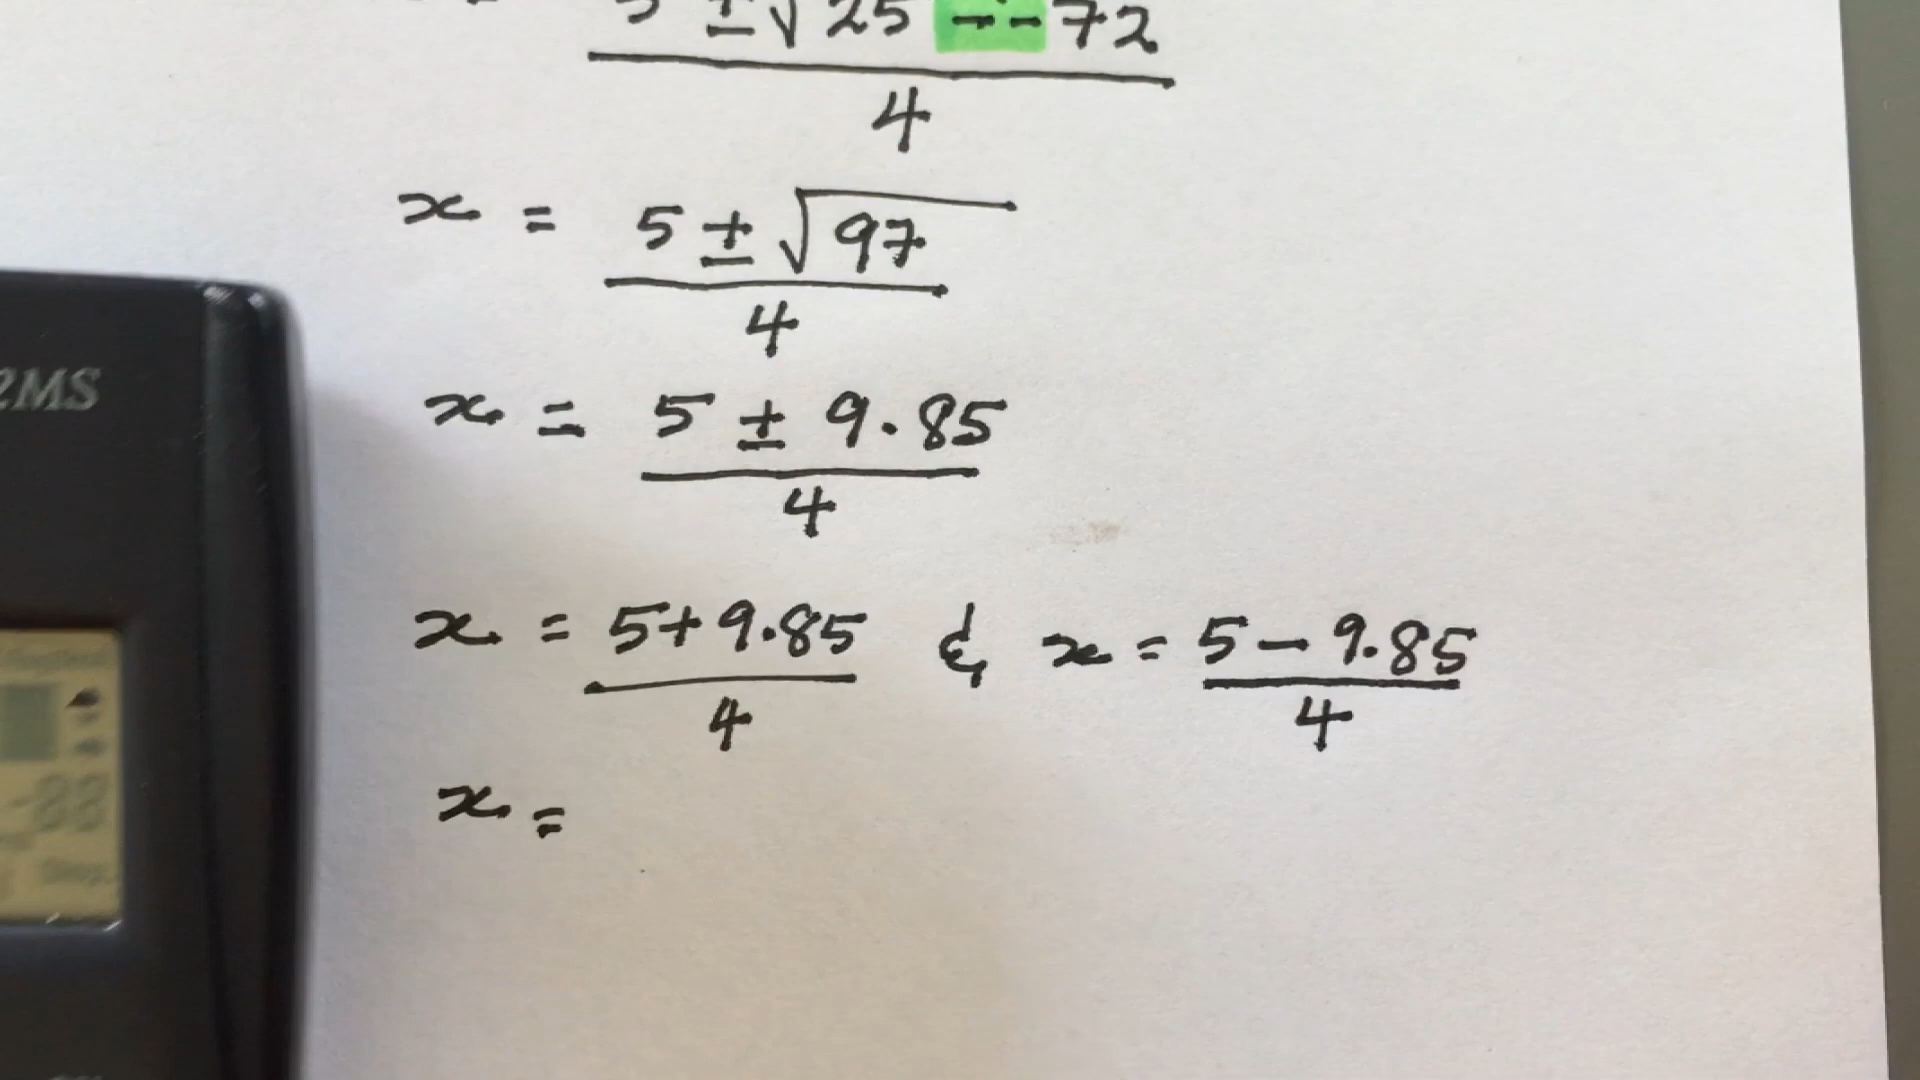 5 ± √25 --72
4
x = 5 ± √97
4
x = 5 ± 9.85
4
x = 5+9.85 & x = 5-9.85
4 4
x =
2MS